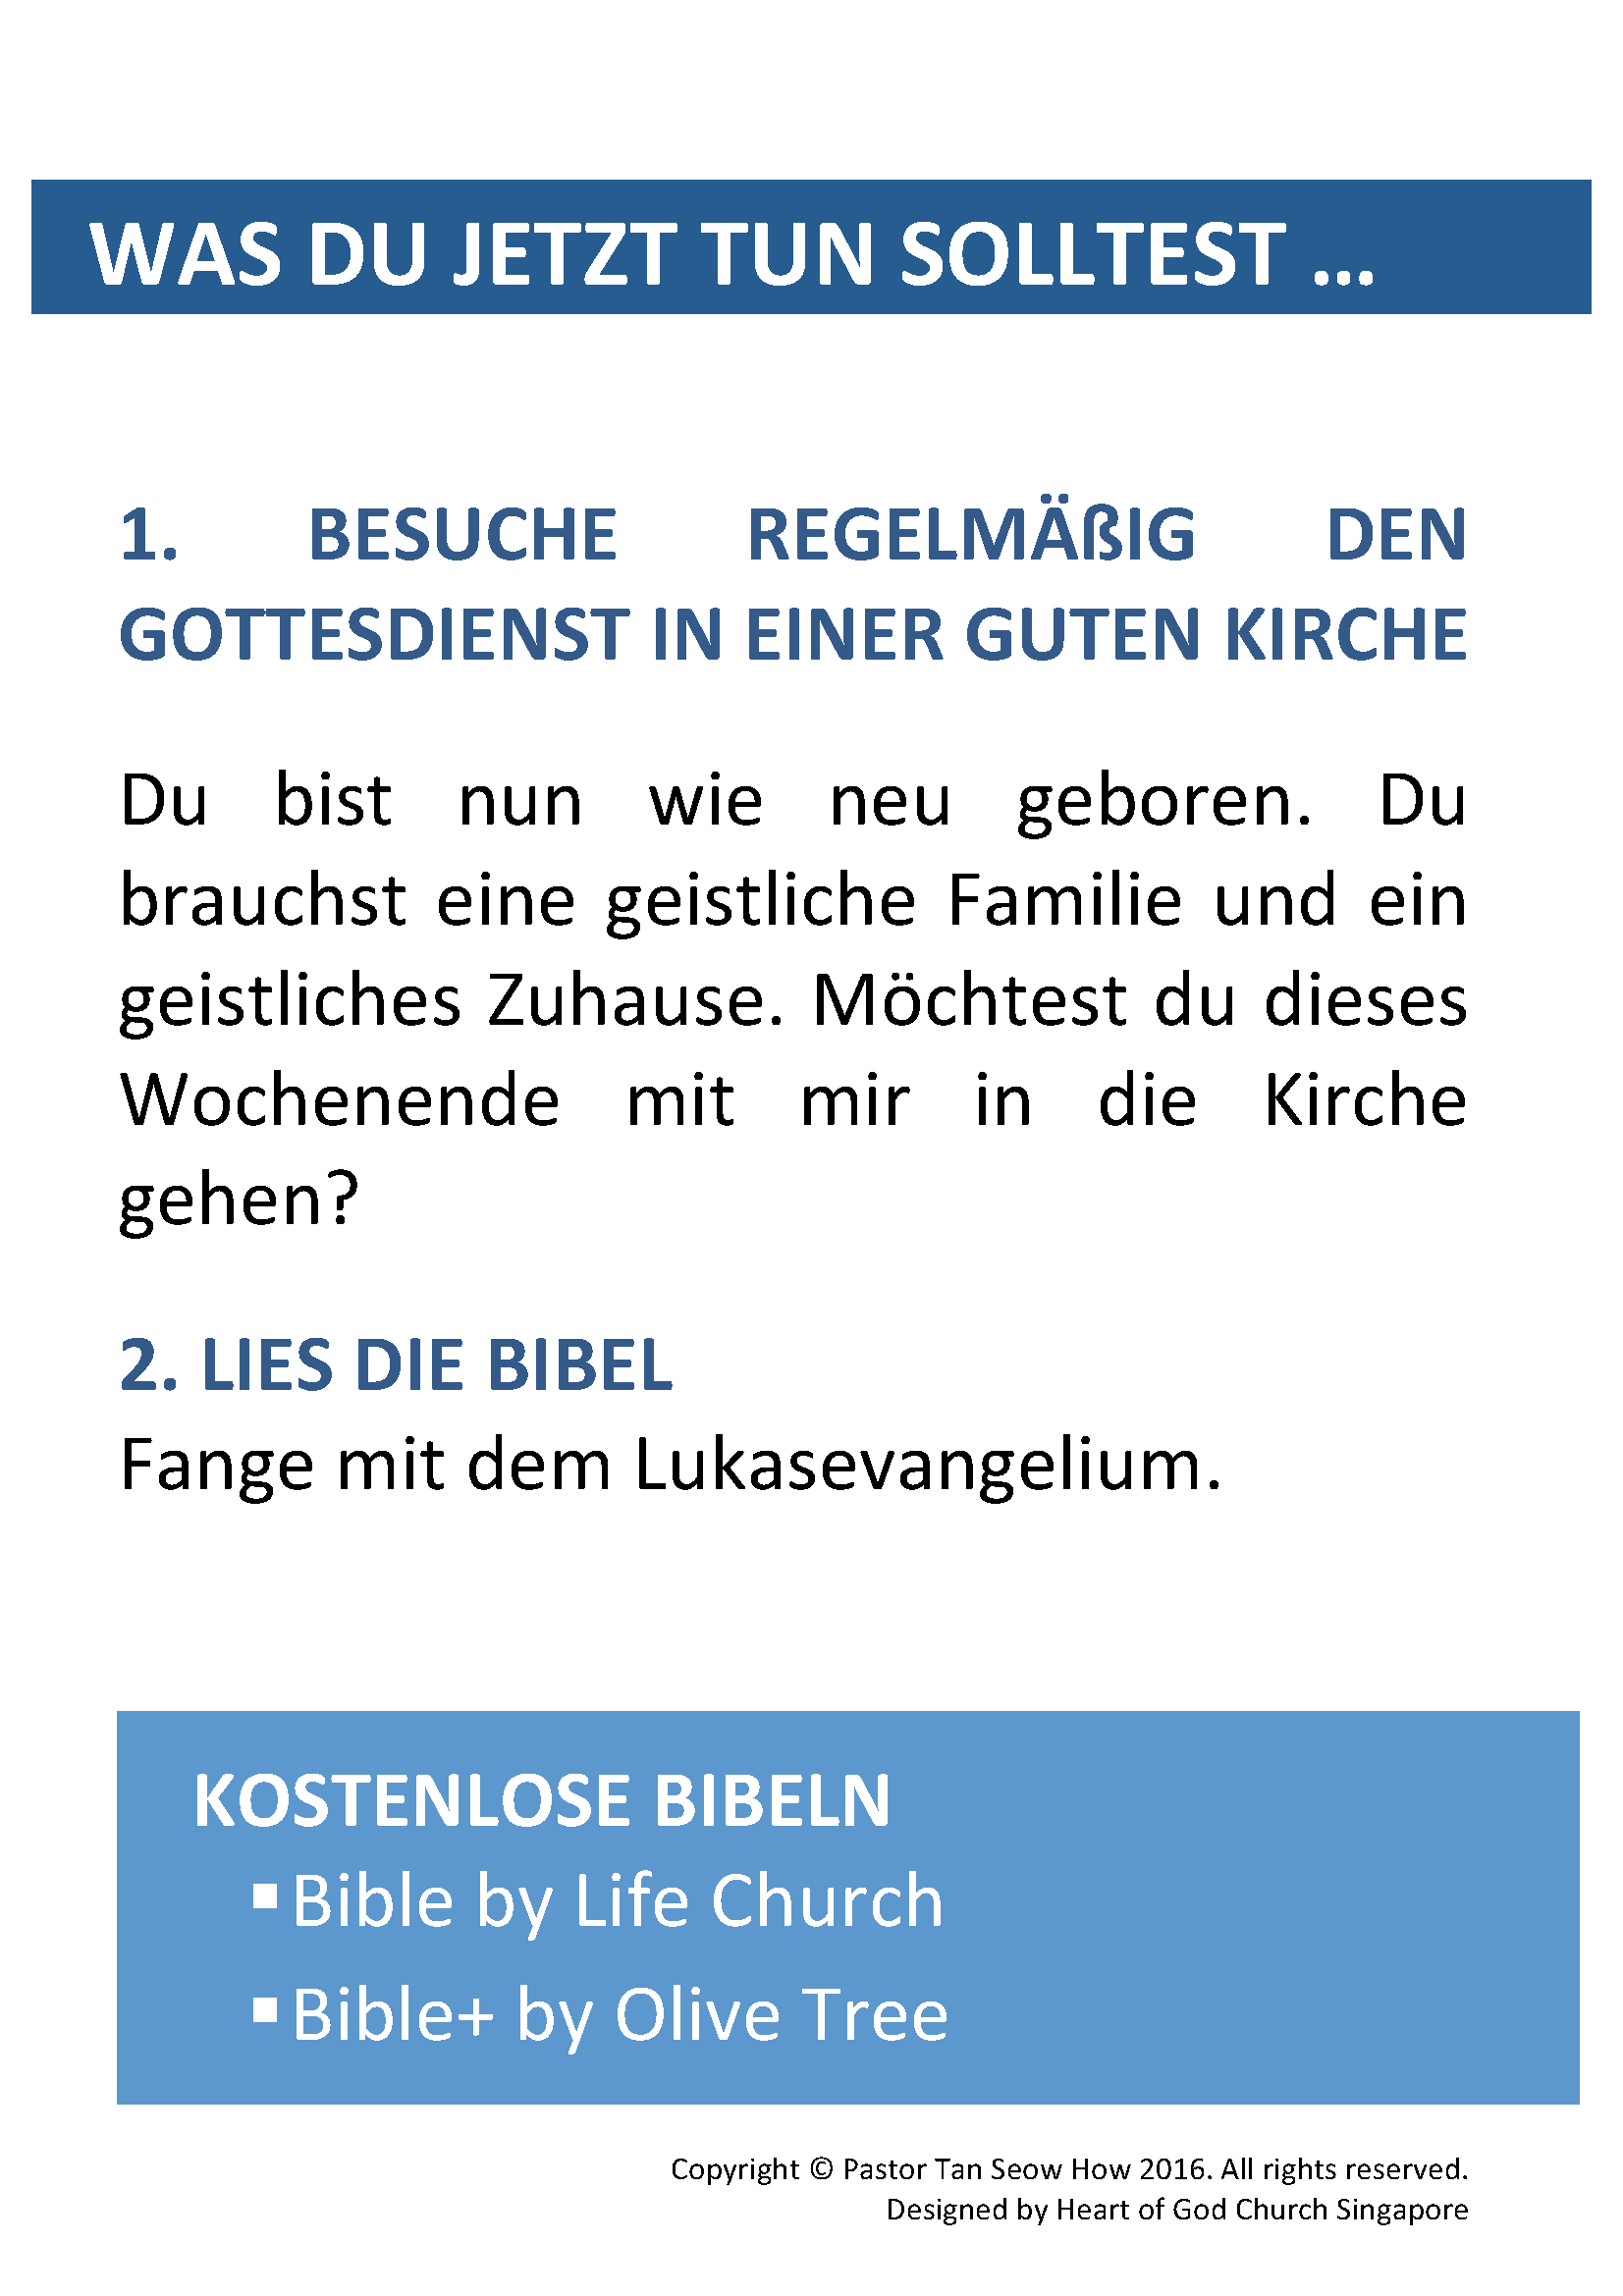 WAS DU JETZT TUN SOLLTEST …
1. BESUCHE REGELMÄßIG DEN
GOTTESDIENST IN EINER GUTEN KIRCHE
Du bist nun wie neu geboren. Du
brauchst eine geistliche Familie und ein
geistliches Zuhause. Möchtest du dieses
Wochenende mit mir in die Kirche
gehen?
2. LIES DIE BIBEL
Fange mit dem Lukasevangelium.
KOSTENLOSE BIBELN
▪ Bible by Life Church
▪ Bible+ by Olive Tree
Copyright © Pastor Tan Seow How 2016. All rights reserved.
Designed by Heart of God Church Singapore